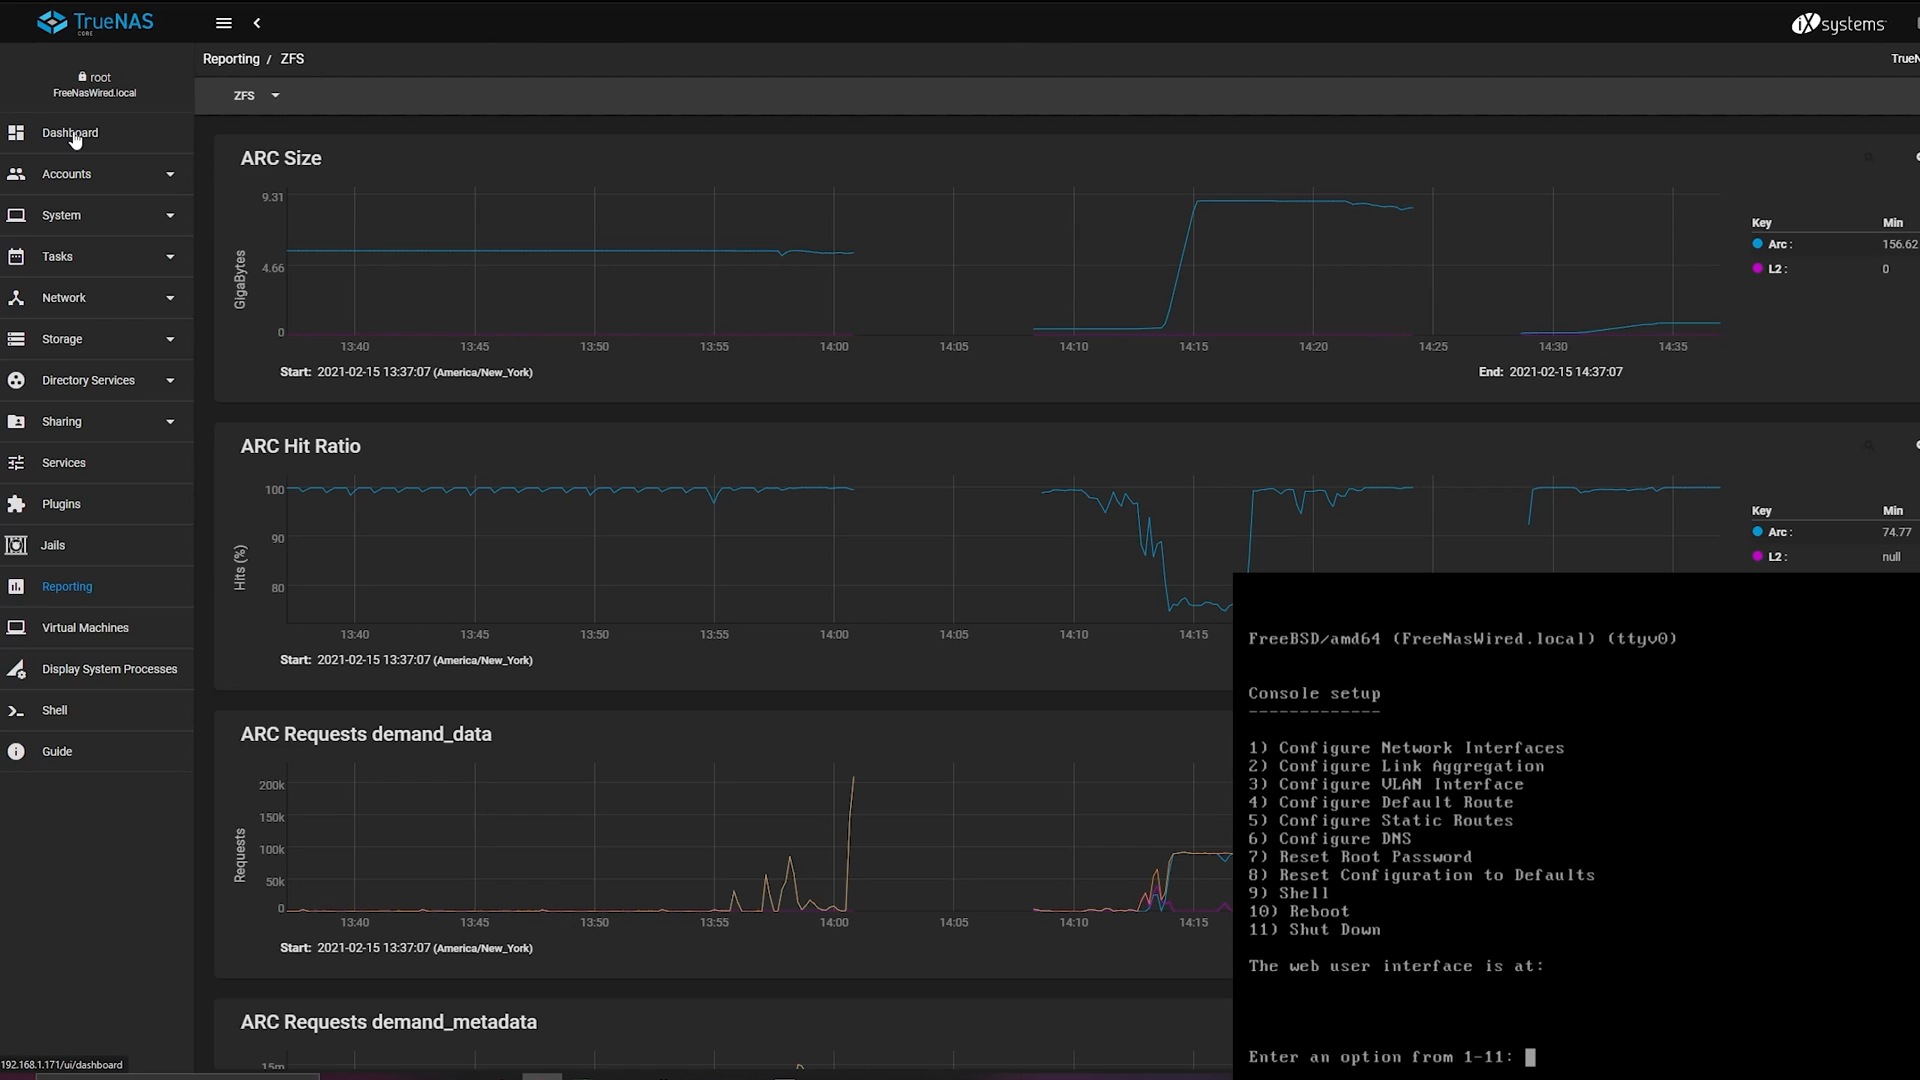 TrueNAS
CORE
iX systems
root
FreeNasWired.local
Reporting / ZFS
TrueN
ZFS
Dashboard
Accounts
System
Tasks
Network
Storage
Directory Services
Sharing
Services
Plugins
Jails
Reporting
Virtual Machines
Display System Processes
Shell
Guide
192.168.1.171/ui/dashboard
ARC Size
9.31
4.66
0
GigaBytes
13:40 13:45 13:50 13:55 14:00 14:05 14:10 14:15 14:20 14:25 14:30 14:35
Start: 2021-02-15 13:37:07 (America/New_York)
End: 2021-02-15 14:37:07
Key Min
Arc: 156.62
L2: 0
ARC Hit Ratio
100
90
80
Hits (%)
13:40 13:45 13:50 13:55 14:00 14:05 14:10 14:15
Start: 2021-02-15 13:37:07 (America/New_York)
Key Min
Arc: 74.77
L2: null
ARC Requests demand_data
200k
150k
100k
50k
0
Requests
13:40 13:45 13:50 13:55 14:00 14:05 14:10 14:15
Start: 2021-02-15 13:37:07 (America/New_York)
ARC Requests demand_metadata
15m
FreeBSD/amd64 (FreeNasWired.local) (ttyv0)
Console setup
-------------
1) Configure Network Interfaces
2) Configure Link Aggregation
3) Configure VLAN Interface
4) Configure Default Route
5) Configure Static Routes
6) Configure DNS
7) Reset Root Password
8) Reset Configuration to Defaults
9) Shell
10) Reboot
11) Shut Down
The web user interface is at:
Enter an option from 1-11: